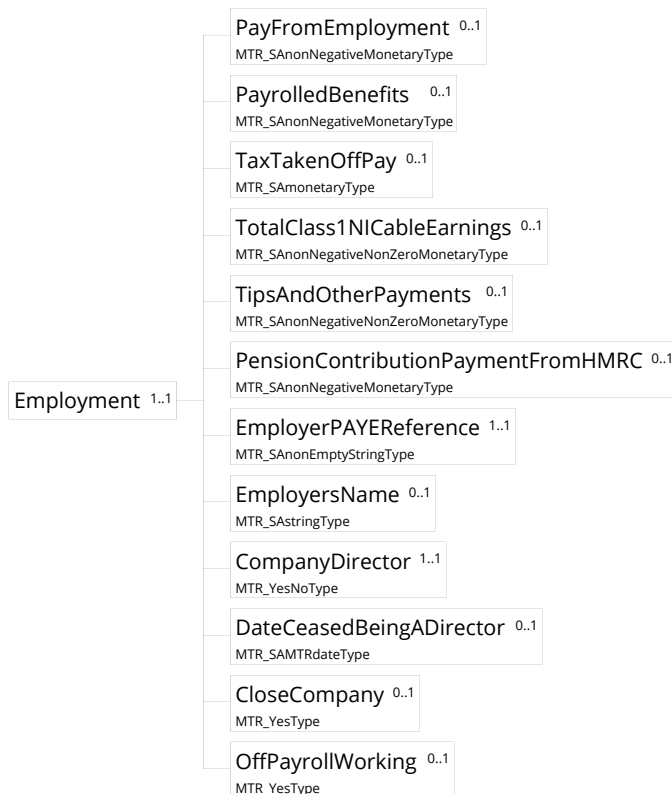 PayFromEmployment 0..1
MTR_SAnonNegativeMonetaryType
PayrolledBenefits 0..1
MTR_SAnonNegativeMonetaryType
TaxTakenOffPay 0..1
MTR_SAmonetaryType
TotalClass1NICableEarnings 0..1
MTR_SAnonNegativeNonZeroMonetaryType
TipsAndOtherPayments 0..1
MTR_SAnonNegativeNonZeroMonetaryType
PensionContributionPaymentFromHMRC 0..1
MTR_SAnonNegativeMonetaryType
Employment 1..1
EmployerPAYEReference 1..1
MTR_SAnonEmptyStringType
EmployersName 0..1
MTR_SAstringType
CompanyDirector 1..1
MTR_YesNoType
DateCeasedBeingADirector 0..1
MTR_SAMTRdateType
CloseCompany 0..1
MTR_YesType
OffPayrollWorking 0..1
MTR_YesType